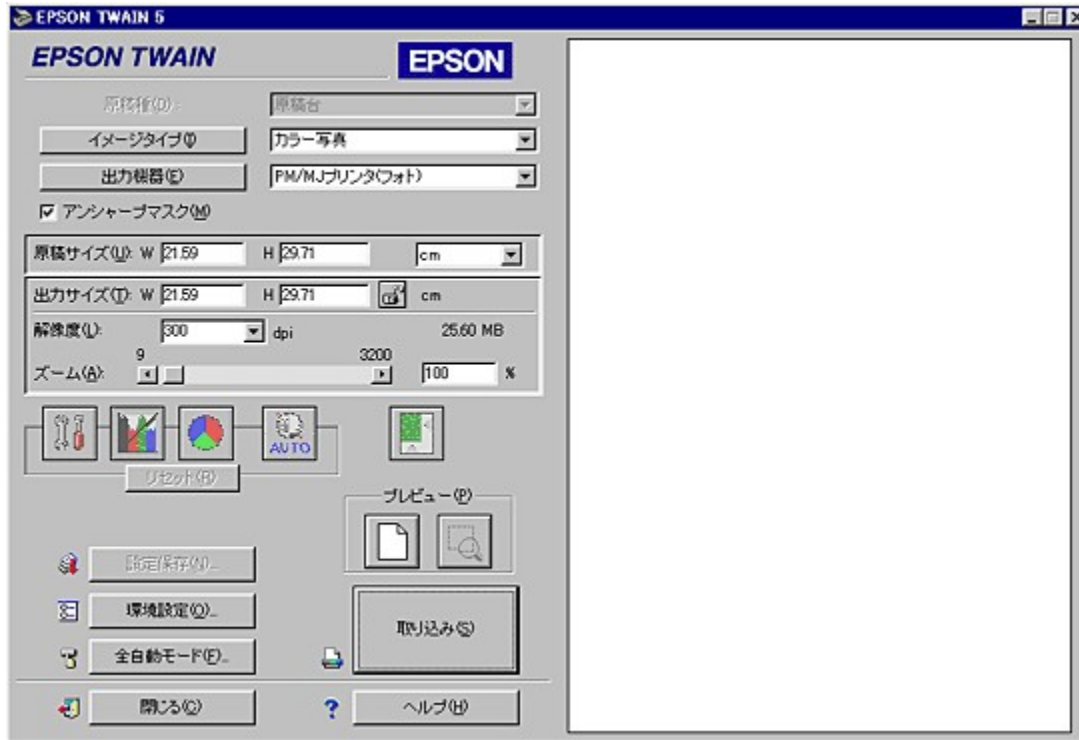 EPSON TWAIN 5
EPSON TWAIN EPSON
原稿種(D): 原稿台
イメージタイプ(I) カラー写真
出力機器(E) PM/MJプリンタ(フォト)
アンシャープマスク(M)
原稿サイズ(U): W 21.59 H 29.71 cm
出力サイズ(T): W 21.59 H 29.71 cm
解像度(L): 300 dpi 25.60 MB
9 3200
ズーム(A): 100 %
AUTO
リセット(R)
プレビュー(P)
設定保存(N)...
環境設定(O)...
取り込み(S)
全自動モード(F)...
閉じる(C) ? ヘルプ(H)